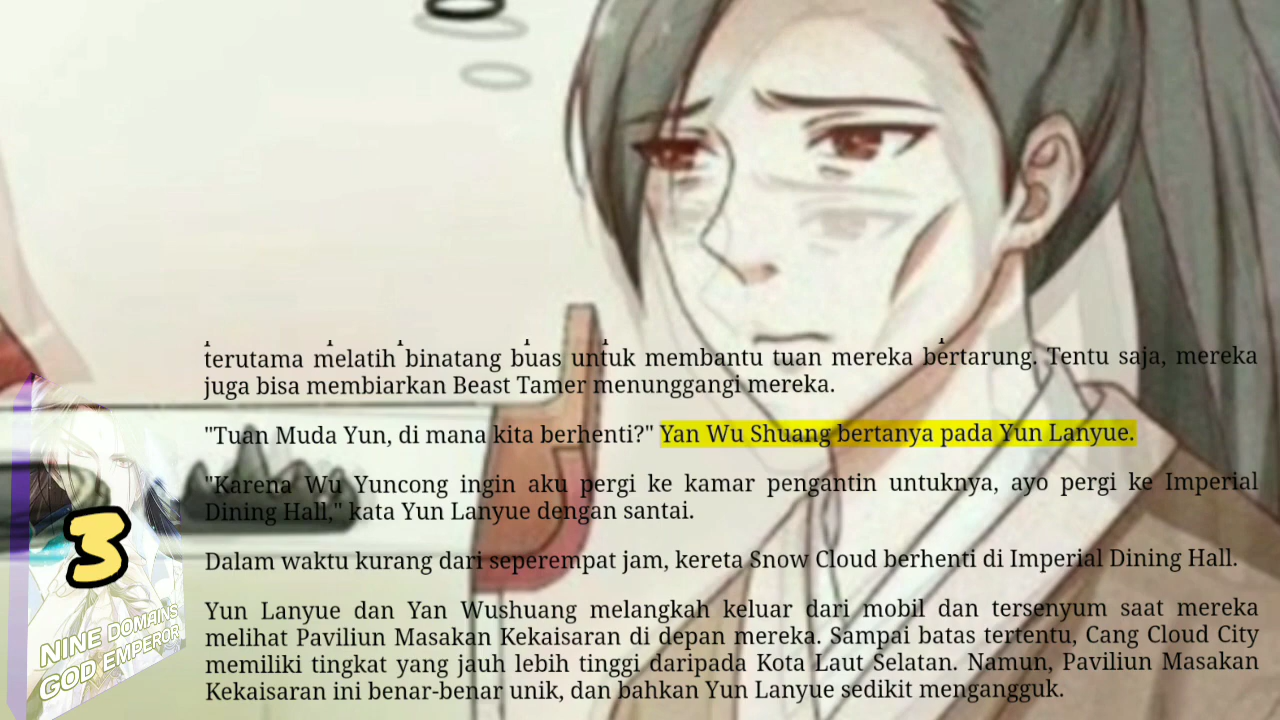 terutama melatih binatang buas untuk membantu tuan mereka bertarung. Tentu saja, mereka
juga bisa membiarkan Beast Tamer menunggangi mereka.
"Tuan Muda Yun, di mana kita berhenti?" Yan Wu Shuang bertanya pada Yun Lanyue.
"Karena Wu Yuncong ingin aku pergi ke kamar pengantin untuknya, ayo pergi ke Imperial
Dining Hall," kata Yun Lanyue dengan santai.
Dalam waktu kurang dari seperempat jam, kereta Snow Cloud berhenti di Imperial Dining Hall.
Yun Lanyue dan Yan Wushuang melangkah keluar dari mobil dan tersenyum saat mereka
melihat Paviliun Masakan Kekaisaran di depan mereka. Sampai batas tertentu, Cang Cloud City
memiliki tingkat yang jauh lebih tinggi daripada Kota Laut Selatan. Namun, Paviliun Masakan
Kekaisaran ini benar-benar unik, dan bahkan Yun Lanyue sedikit mengangguk.
3
NINE DOMAINS
GOD EMPEROR